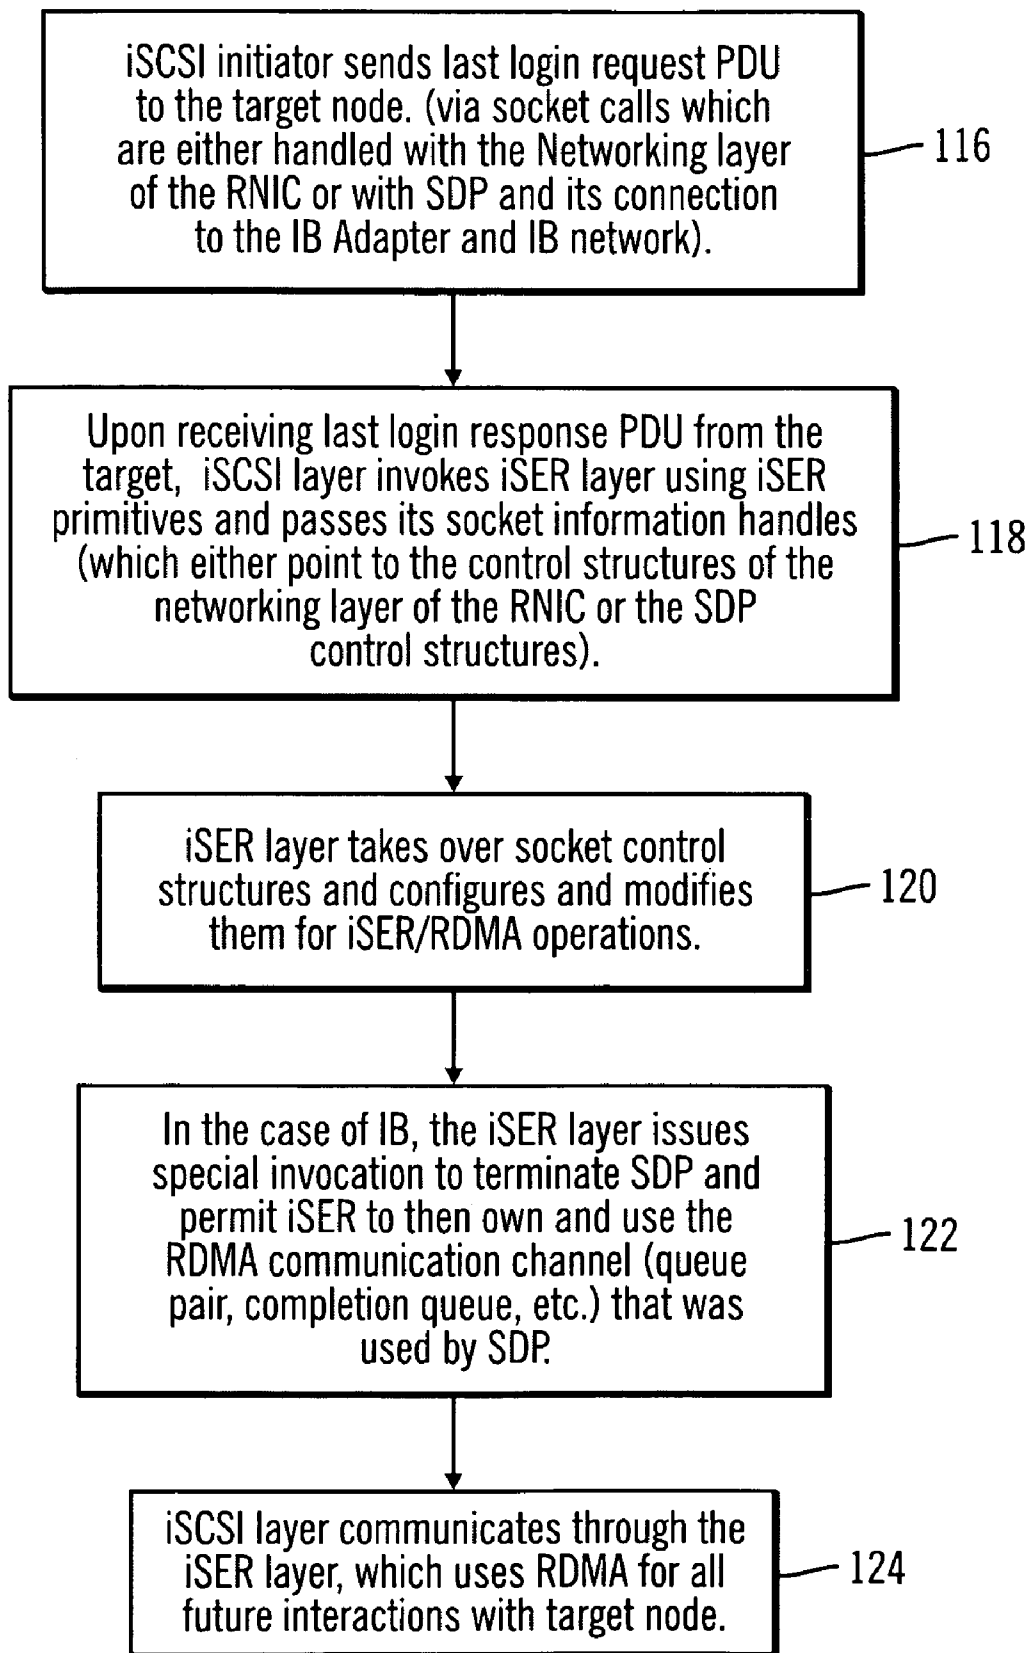 iSCSI initiator sends last login request PDU
to the target node. (via socket calls which
are either handled with the Networking layer
of the RNIC or with SDP and its connection
to the IB Adapter and IB network).
116
Upon receiving last login response PDU from the
target, iSCSI layer invokes iSER layer using iSER
primitives and passes its socket information handles
(which either point to the control structures of the
networking layer of the RNIC or the SDP
control structures).
118
iSER layer takes over socket control
structures and configures and modifies
them for iSER/RDMA operations.
120
In the case of IB, the iSER layer issues
special invocation to terminate SDP and
permit iSER to then own and use the
RDMA communication channel (queue
pair, completion queue, etc.) that was
used by SDP.
122
iSCSI layer communicates through the
iSER layer, which uses RDMA for all
future interactions with target node.
124